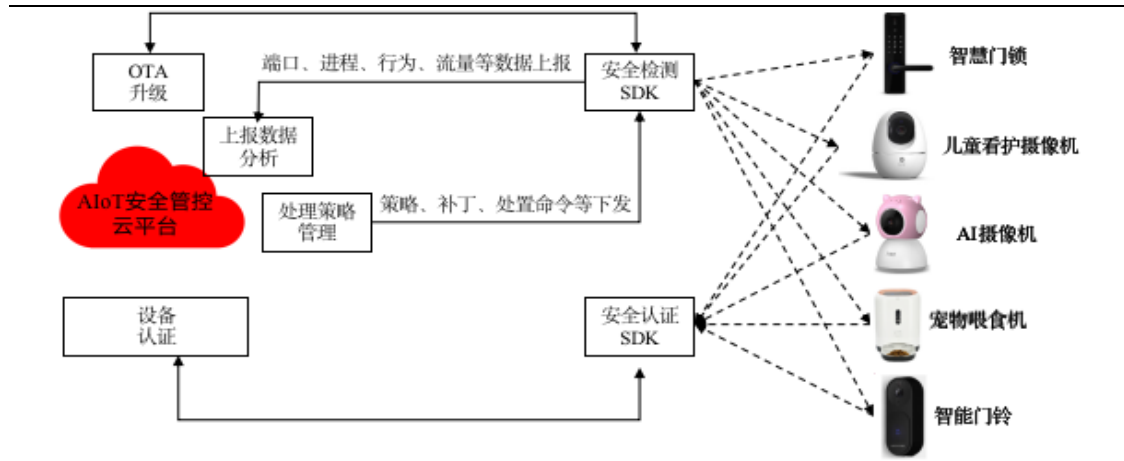 OTA
升级
端口、进程、行为、流量等数据上报
安全检测
SDK
智慧门锁
上报数据
分析
儿童看护摄像机
AIoT安全管控
云平台
处理策略
管理
策略、补丁、处置命令等下发
AI摄像机
设备
认证
安全认证
SDK
宠物喂食机
智能门铃